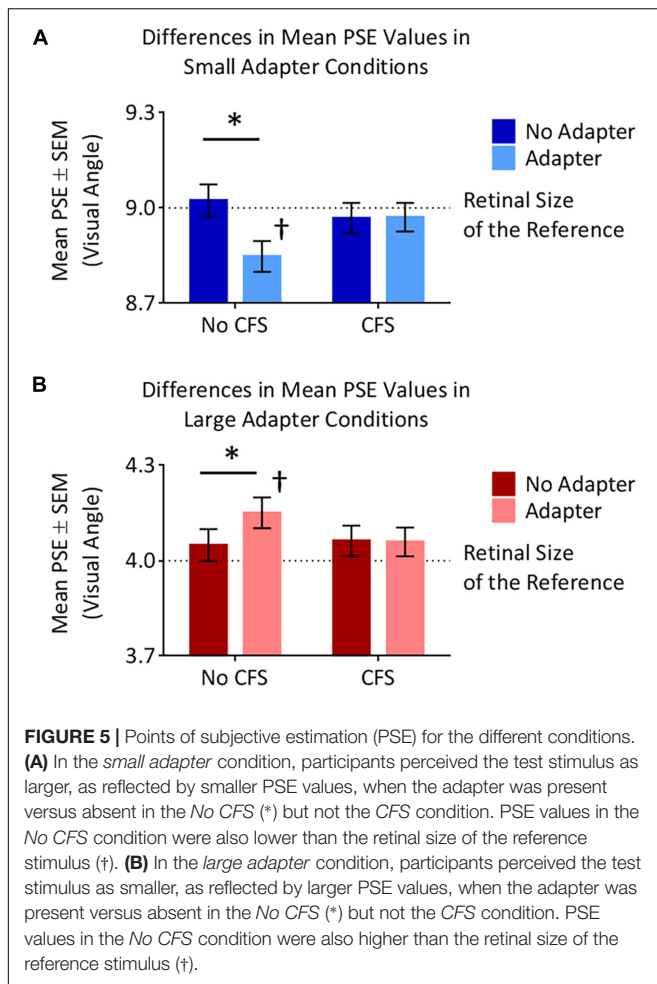 A
Differences in Mean PSE Values in
Small Adapter Conditions
Mean PSE ± SEM
(Visual Angle)
9.3
9.0
8.7
*
†
No Adapter
Adapter
Retinal Size
of the Reference
No CFS
CFS
B
Differences in Mean PSE Values in
Large Adapter Conditions
Mean PSE ± SEM
(Visual Angle)
4.3
4.0
3.7
*
†
No Adapter
Adapter
Retinal Size
of the Reference
No CFS
CFS
FIGURE 5 | Points of subjective estimation (PSE) for the different conditions.
(A) In the small adapter condition, participants perceived the test stimulus as
larger, as reflected by smaller PSE values, when the adapter was present
versus absent in the No CFS (*) but not the CFS condition. PSE values in the
No CFS condition were also lower than the retinal size of the reference
stimulus (†). (B) In the large adapter condition, participants perceived the test
stimulus as smaller, as reflected by larger PSE values, when the adapter was
present versus absent in the No CFS (*) but not the CFS condition. PSE
values in the No CFS condition were also higher than the retinal size of the
reference stimulus (†).